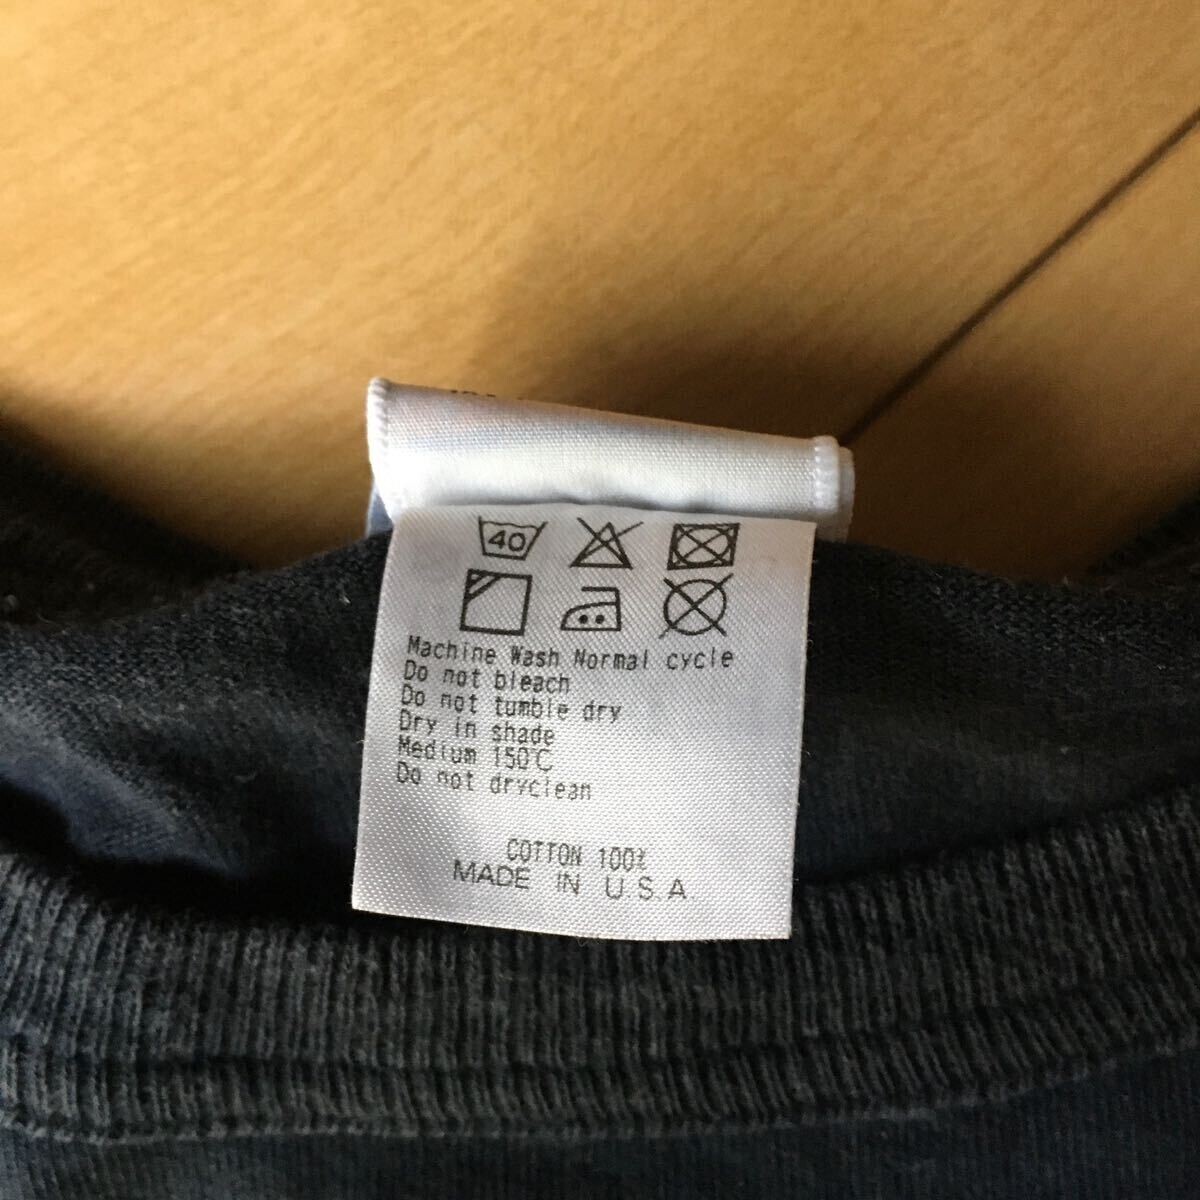 40
Machine Wash Normal cycle
Do not bleach
Do not tumble dry
Dry in shade
Medium 150℃
Do not dryclean
COTTON 100%
MADE IN U.S.A.